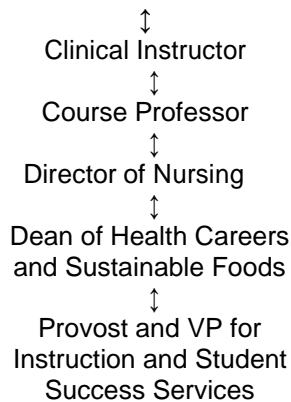 ↕
Clinical Instructor
↕
Course Professor
↕
Director of Nursing
↕
Dean of Health Careers
and Sustainable Foods
↕
Provost and VP for
Instruction and Student
Success Services